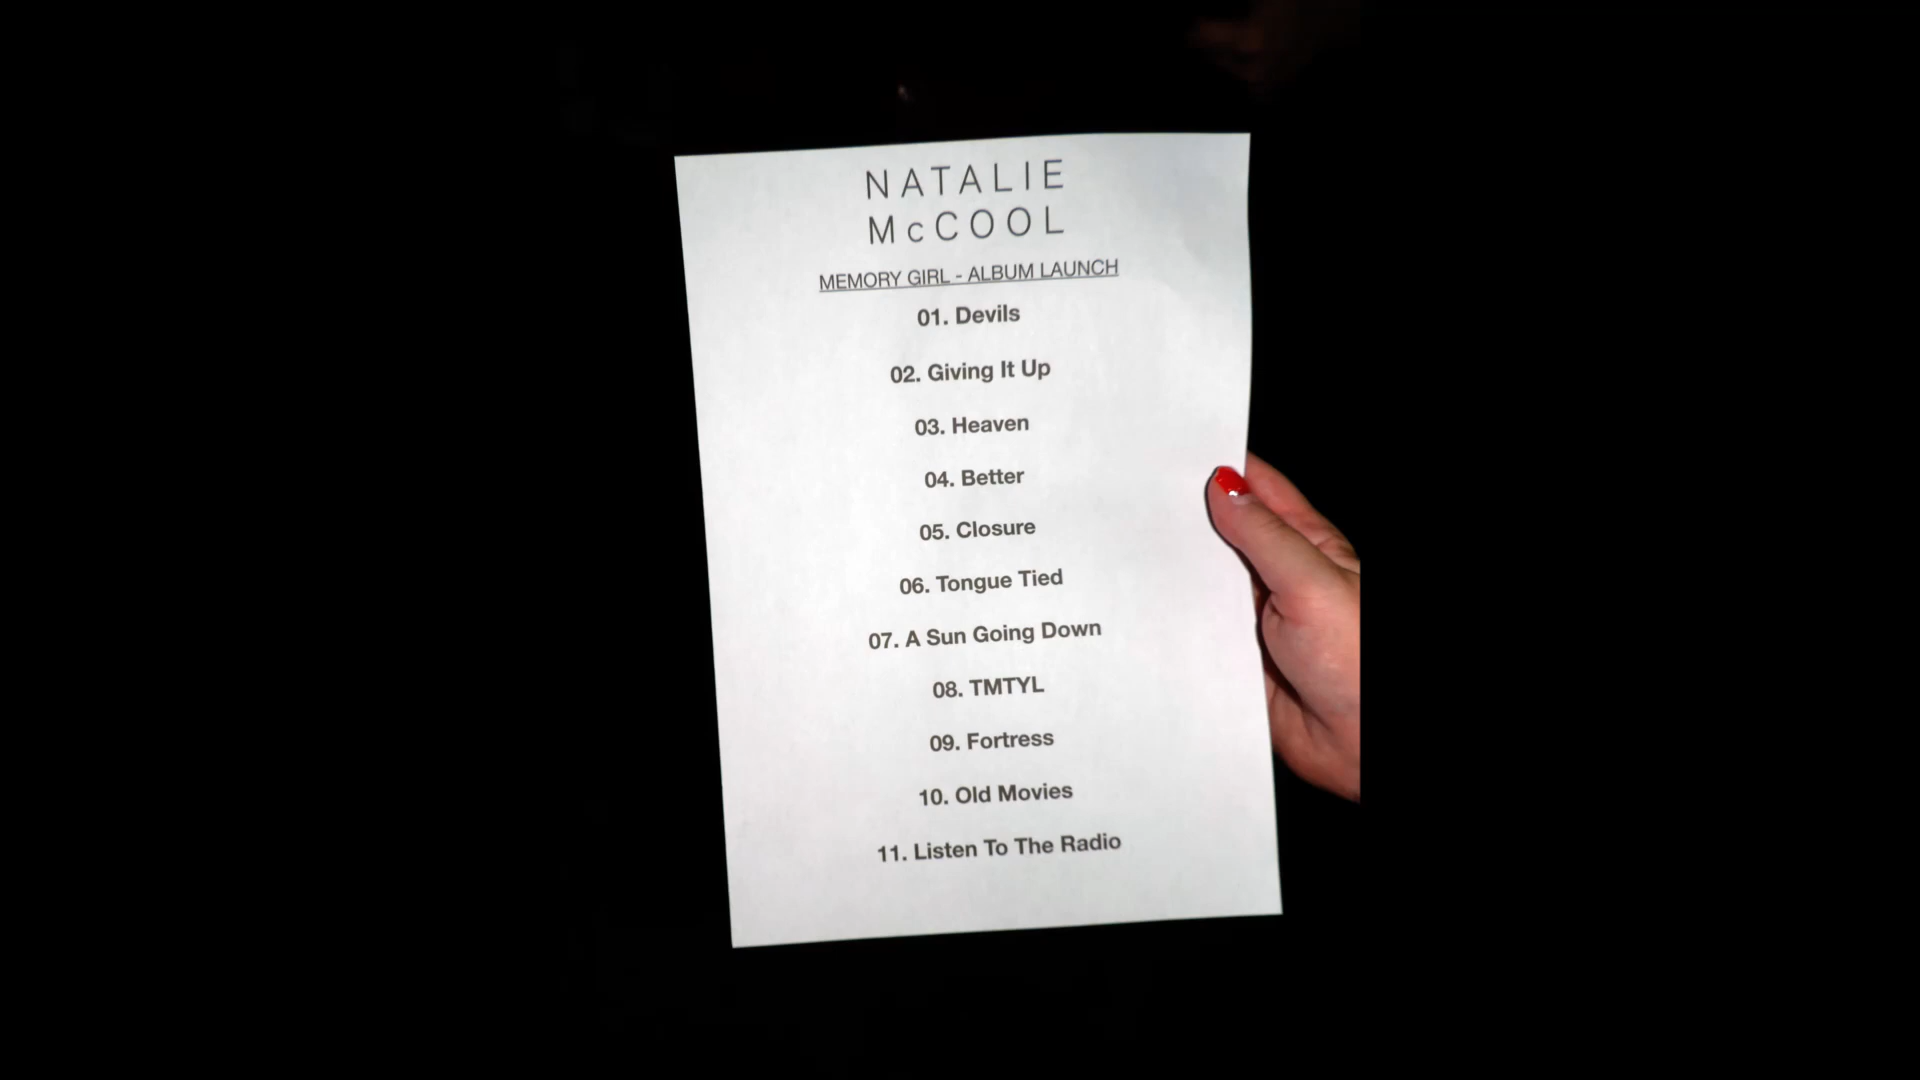 NATALIE
McCOOL
MEMORY GIRL - ALBUM LAUNCH
01. Devils
02. Giving It Up
03. Heaven
04. Better
05. Closure
06. Tongue Tied
07. A Sun Going Down
08. TMTYL
09. Fortress
10. Old Movies
11. Listen To The Radio